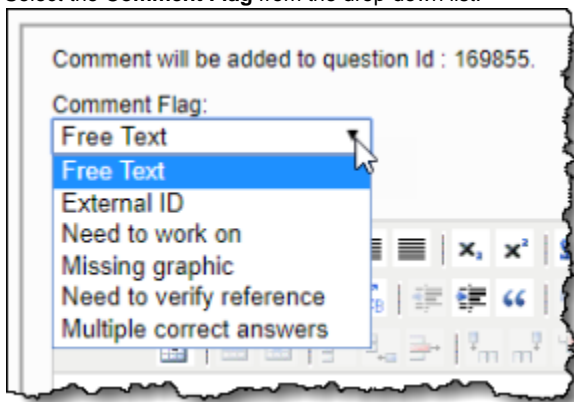 Select the Comment Flag from the drop-down list.
Comment will be added to question Id : 169855.
Comment Flag:
Free Text
Free Text
External ID
Need to work on
Missing graphic
Need to verify reference
Multiple correct answers